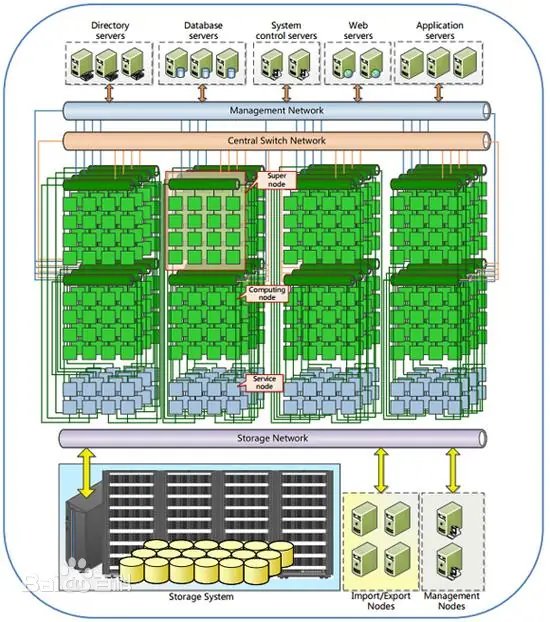 Directory
servers
Database
servers
System
control servers
Web
servers
Application
servers
Management Network
Central Switch Network
Super
node
Computing
node
Service
node
Storage Network
Storage System
Import/Export
Nodes
Management
Nodes
Bai百科